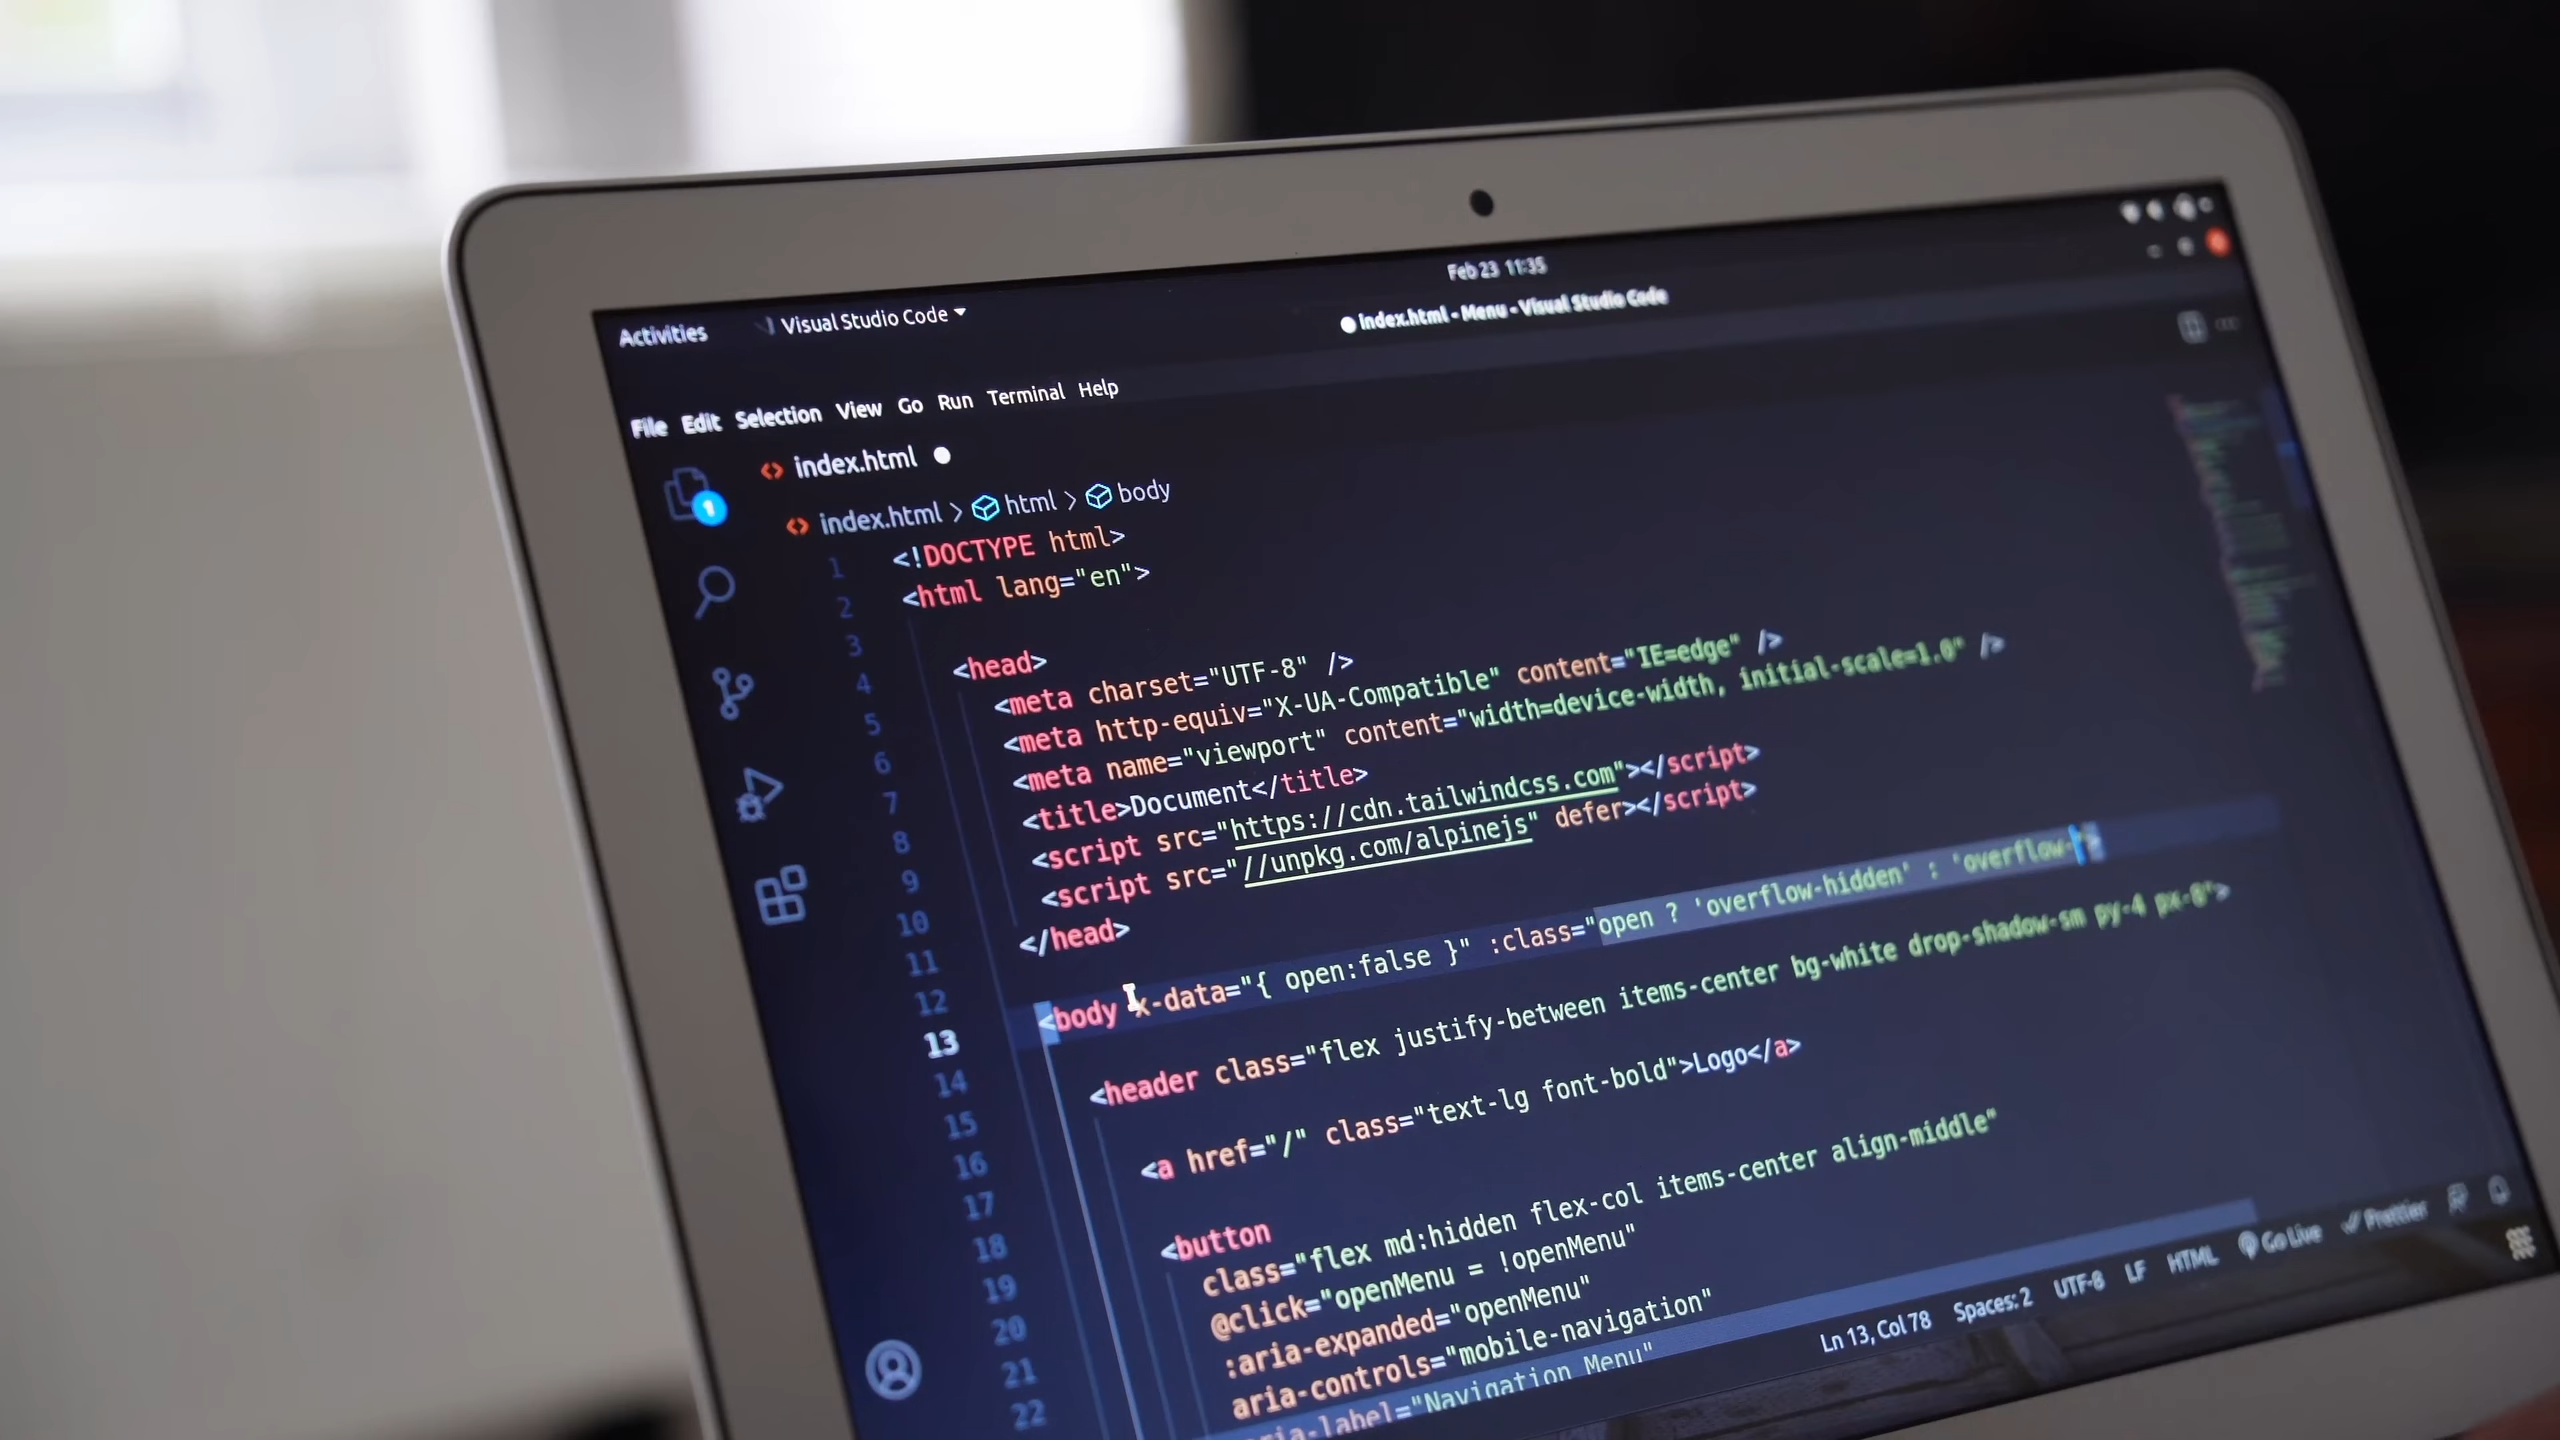 Feb 23 11:35
Activities Visual Studio Code
index.html - Menu - Visual Studio Code
File Edit Selection View Go Run Terminal Help
index.html
index.html > html > body
1 <!DOCTYPE html>
2 <html lang="en">
3
4 <head>
5 <meta charset="UTF-8" />
6 <meta http-equiv="X-UA-Compatible" content="IE=edge" />
7 <meta name="viewport" content="width=device-width, initial-scale=1.0" />
8 <title>Document</title>
9 <script src="https://cdn.tailwindcss.com"></script>
10 <script src="//unpkg.com/alpinejs" defer></script>
11 </head>
12
13 <body x-data="{ open:false }" :class="open ? 'overflow-hidden' : 'overflow-
14
15 <header class="flex justify-between items-center bg-white drop-shadow-sm py-4 px-8">
16
17 <a href="/" class="text-lg font-bold">Logo</a>
18
19 <button
20 class="flex md:hidden flex-col items-center align-middle"
21 @click="openMenu = !openMenu"
22 :aria-expanded="openMenu"
aria-controls="mobile-navigation"
aria-label="Navigation Menu"
Ln 13, Col 78 Spaces: 2 UTF-8 LF HTML Go Live Prettier
1